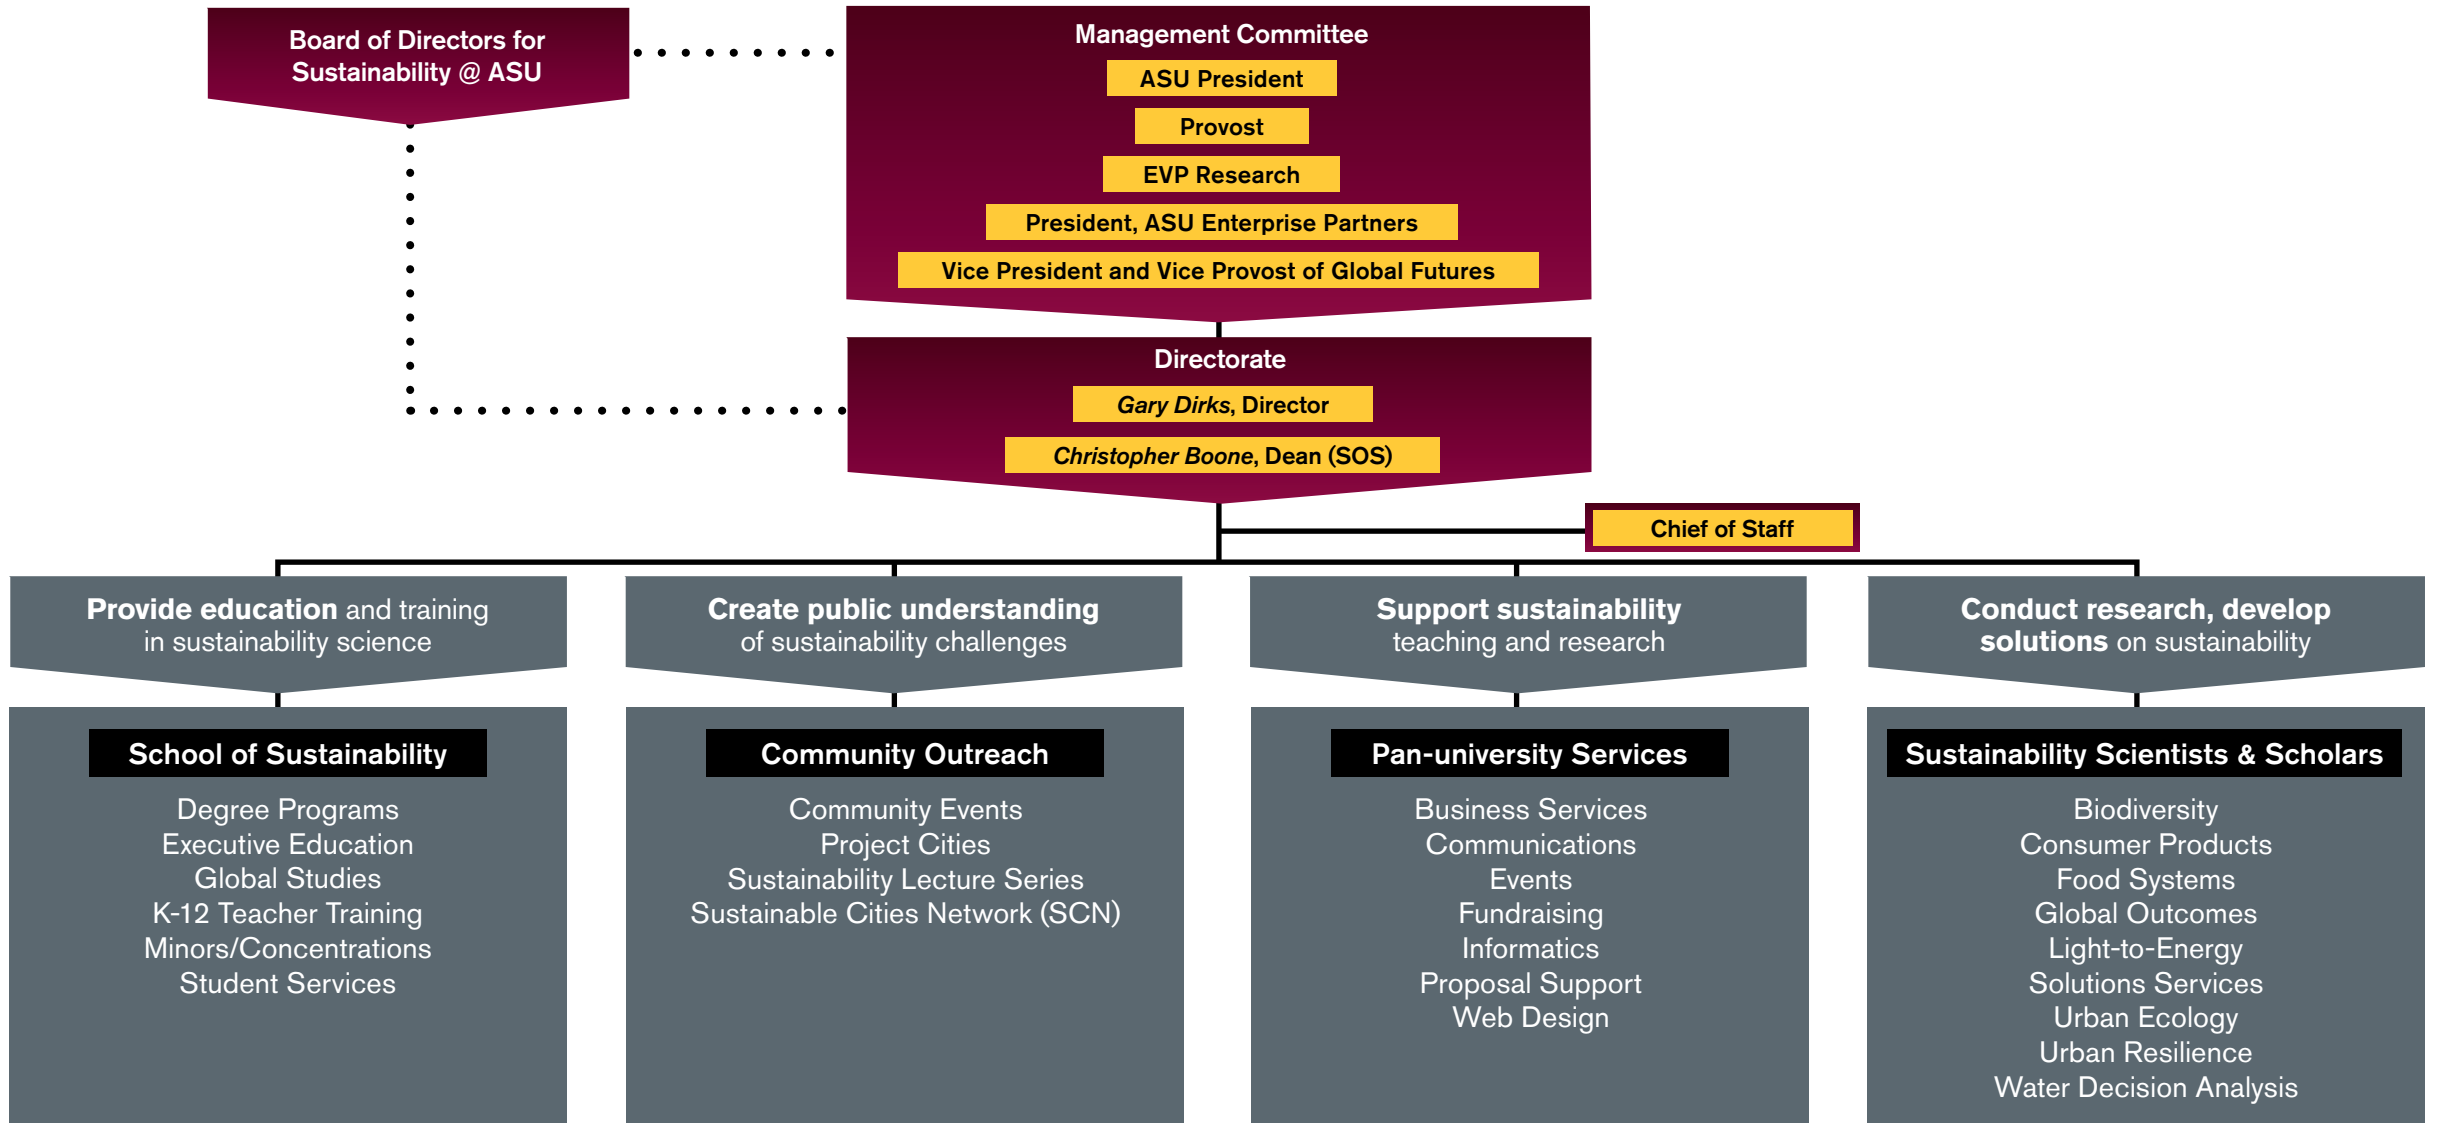 Board of Directors for
Sustainability @ ASU
Management Committee
ASU President
Provost
EVP Research
President, ASU Enterprise Partners
Vice President and Vice Provost of Global Futures
Directorate
Gary Dirks, Director
Christopher Boone, Dean (SOS)
Chief of Staff
Provide education and training
in sustainability science
School of Sustainability
Degree Programs
Executive Education
Global Studies
K-12 Teacher Training
Minors/Concentrations
Student Services
Create public understanding
of sustainability challenges
Community Outreach
Community Events
Project Cities
Sustainability Lecture Series
Sustainable Cities Network (SCN)
Support sustainability
teaching and research
Pan-university Services
Business Services
Communications
Events
Fundraising
Informatics
Proposal Support
Web Design
Conduct research, develop
solutions on sustainability
Sustainability Scientists & Scholars
Biodiversity
Consumer Products
Food Systems
Global Outcomes
Light-to-Energy
Solutions Services
Urban Ecology
Urban Resilience
Water Decision Analysis